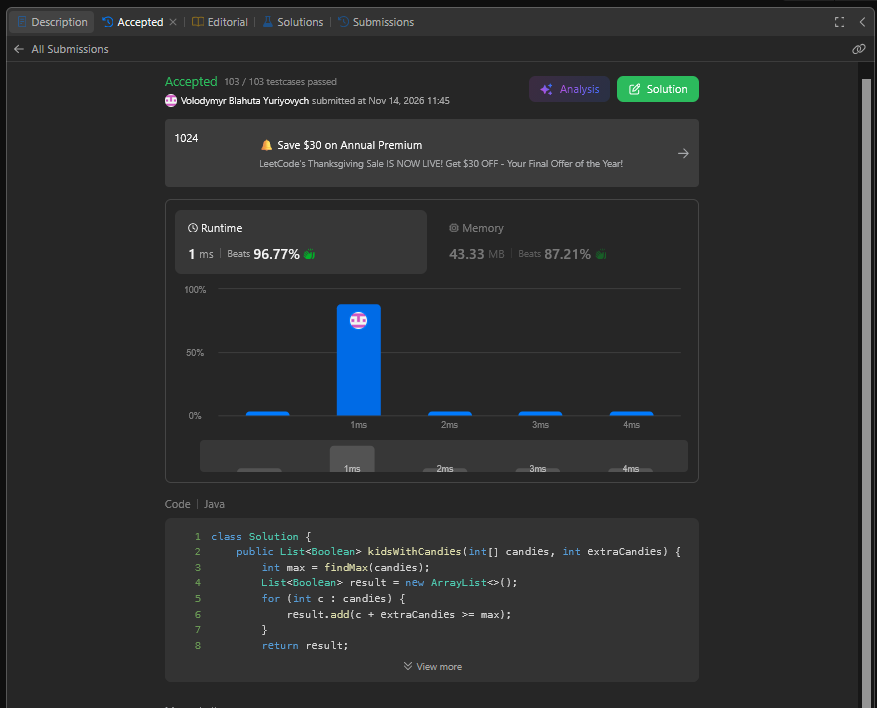 Description Accepted Editorial Solutions Submissions
All Submissions
Accepted 103 / 103 testcases passed
Volodymyr Blahuta Yuriyovych submitted at Nov 14, 2026 11:45
Analysis Solution
1024
Save $30 on Annual Premium
LeetCode's Thanksgiving Sale IS NOW LIVE! Get $30 OFF - Your Final Offer of the Year!
Runtime
1 ms Beats 96.77%
Memory
43.33 MB Beats 87.21%
100%
50%
0%
1ms 2ms 3ms 4ms
1ms 2ms 3ms 4ms
Code Java
1 class Solution {
2     public List<Boolean> kidsWithCandies(int[] candies, int extraCandies) {
3         int max = findMax(candies);
4         List<Boolean> result = new ArrayList<>();
5         for (int c : candies) {
6             result.add(c + extraCandies >= max);
7         }
8         return result;
View more